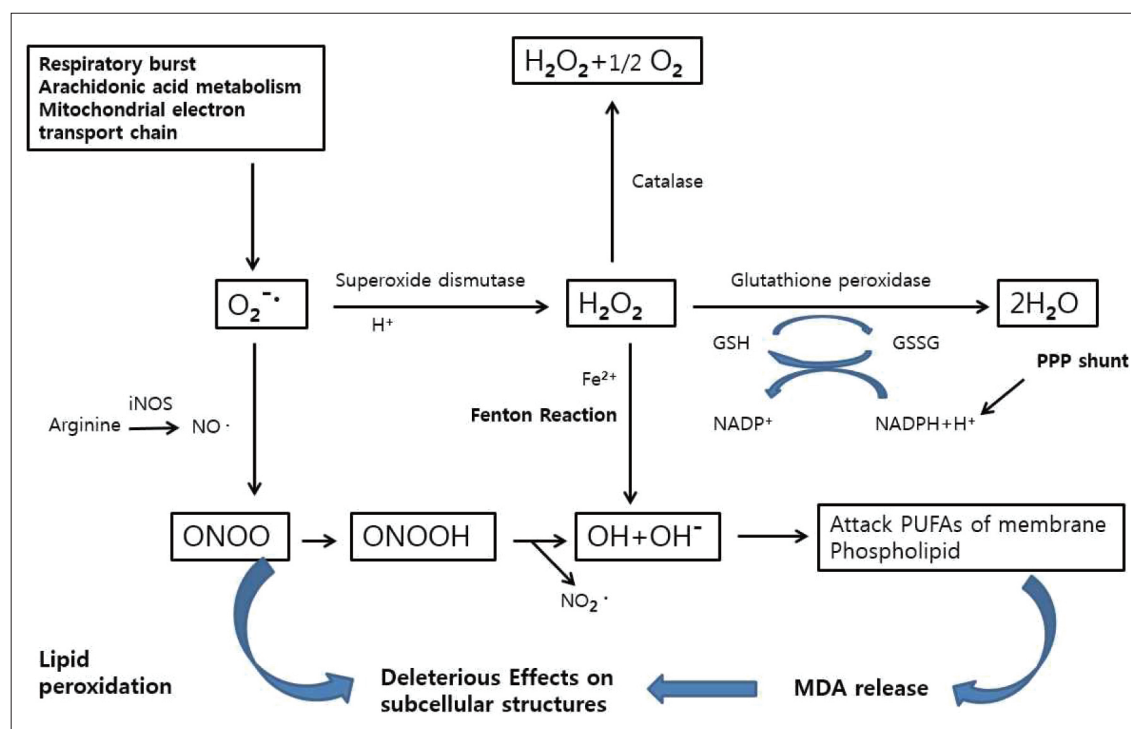 Respiratory burst
Arachidonic acid metabolism
Mitochondrial electron
transport chain
H₂O₂+1/2 O₂
Catalase
O₂⁻·
Superoxide dismutase
H⁺
H₂O₂
Glutathione peroxidase
2H₂O
GSH
GSSG
PPP shunt
NADP⁺
NADPH+H⁺
Fe²⁺
Fenton Reaction
iNOS
Arginine
NO·
ONOO
ONOOH
NO₂·
OH+OH⁻
Attack PUFAs of membrane
Phospholipid
Lipid
peroxidation
Deleterious Effects on
subcellular structures
MDA release